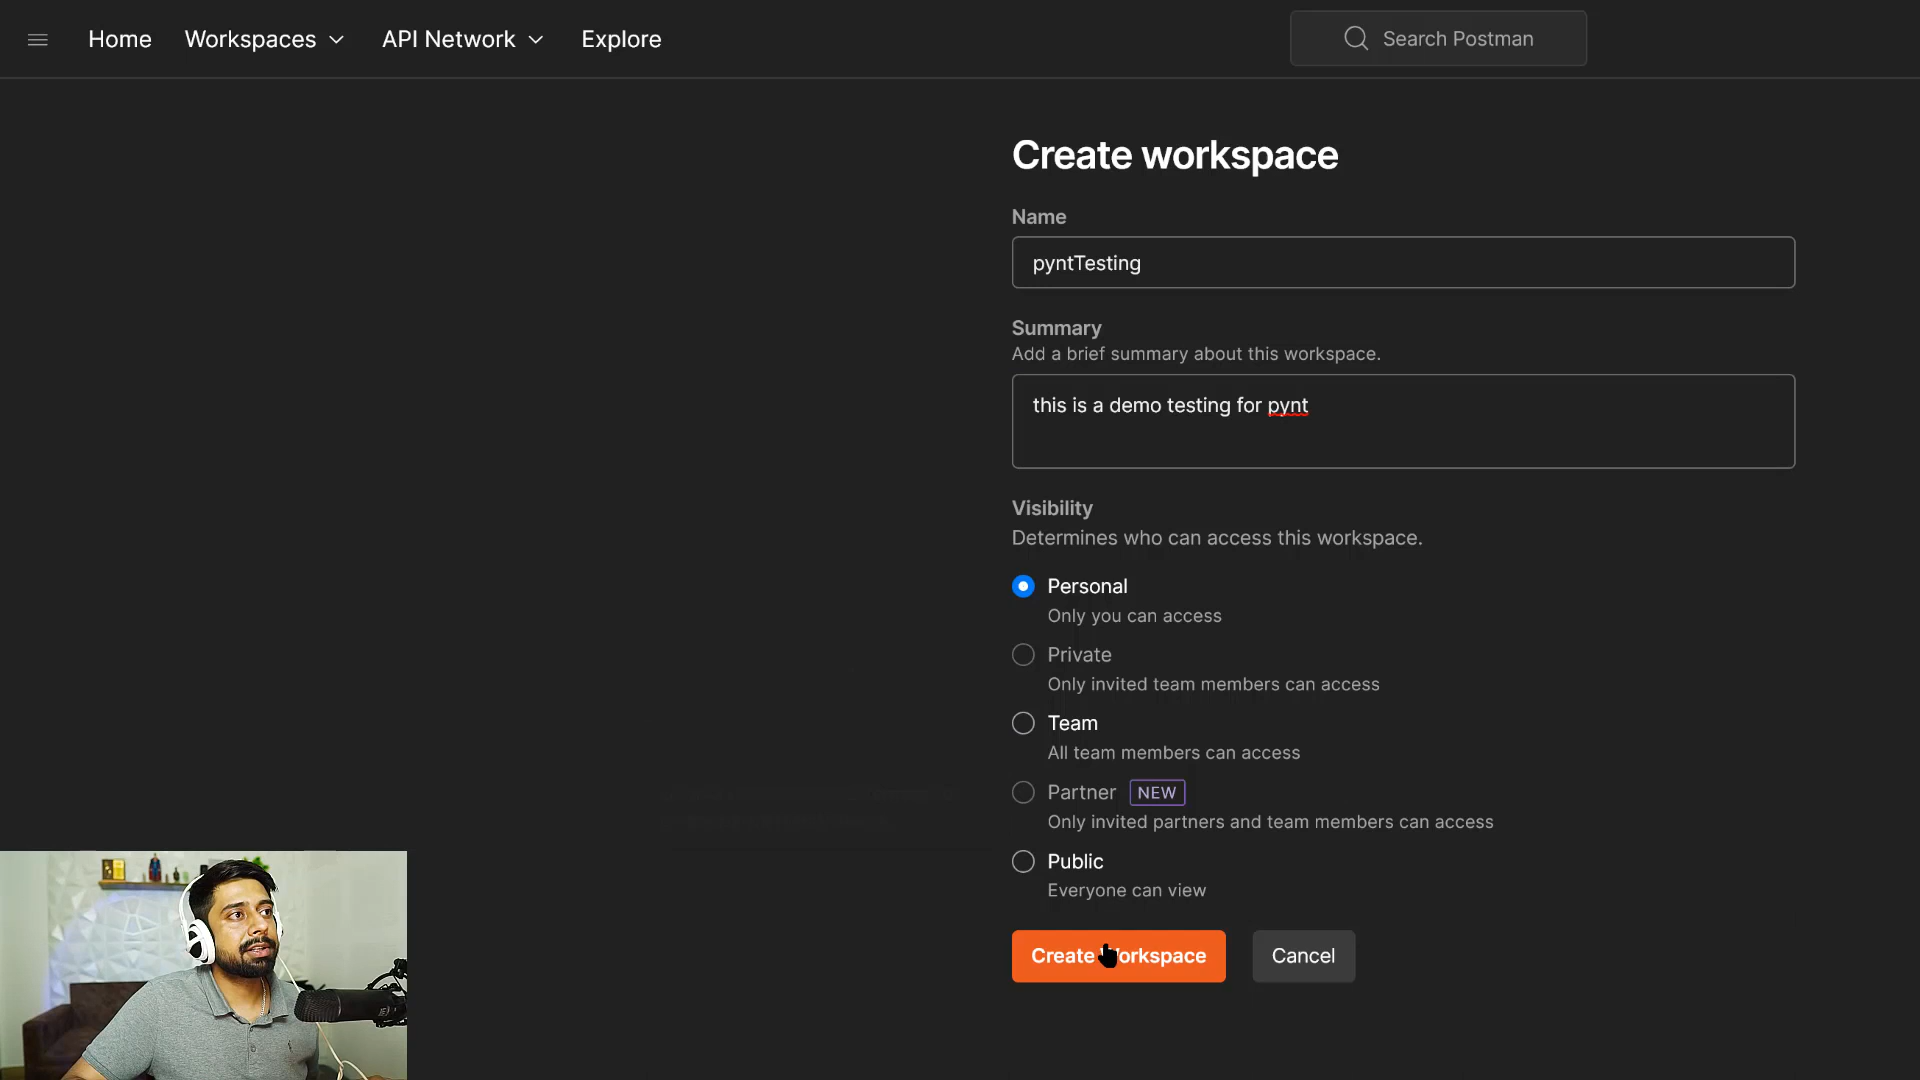 Home Workspaces API Network Explore Search Postman
Create workspace
Name
pyntTesting
Summary
Add a brief summary about this workspace.
this is a demo testing for pynt
Visibility
Determines who can access this workspace.
Personal
Only you can access
Private
Only invited team members can access
Team
All team members can access
Partner NEW
Only invited partners and team members can access
Public
Everyone can view
Create Workspace Cancel